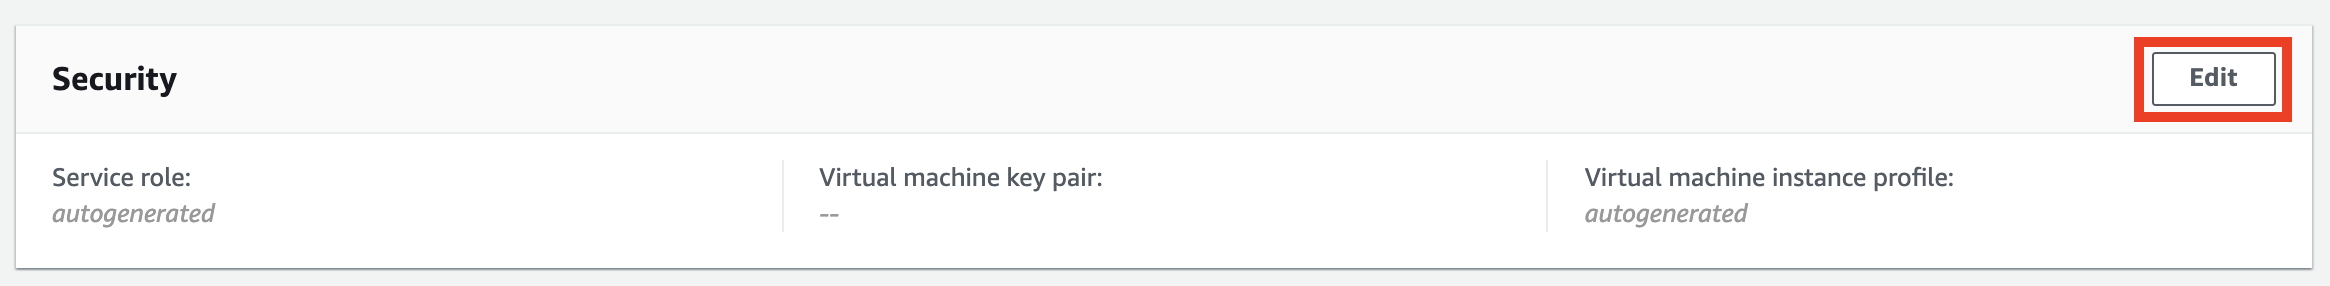 Security
Edit
Service role:
autogenerated
Virtual machine key pair:
--
Virtual machine instance profile:
autogenerated